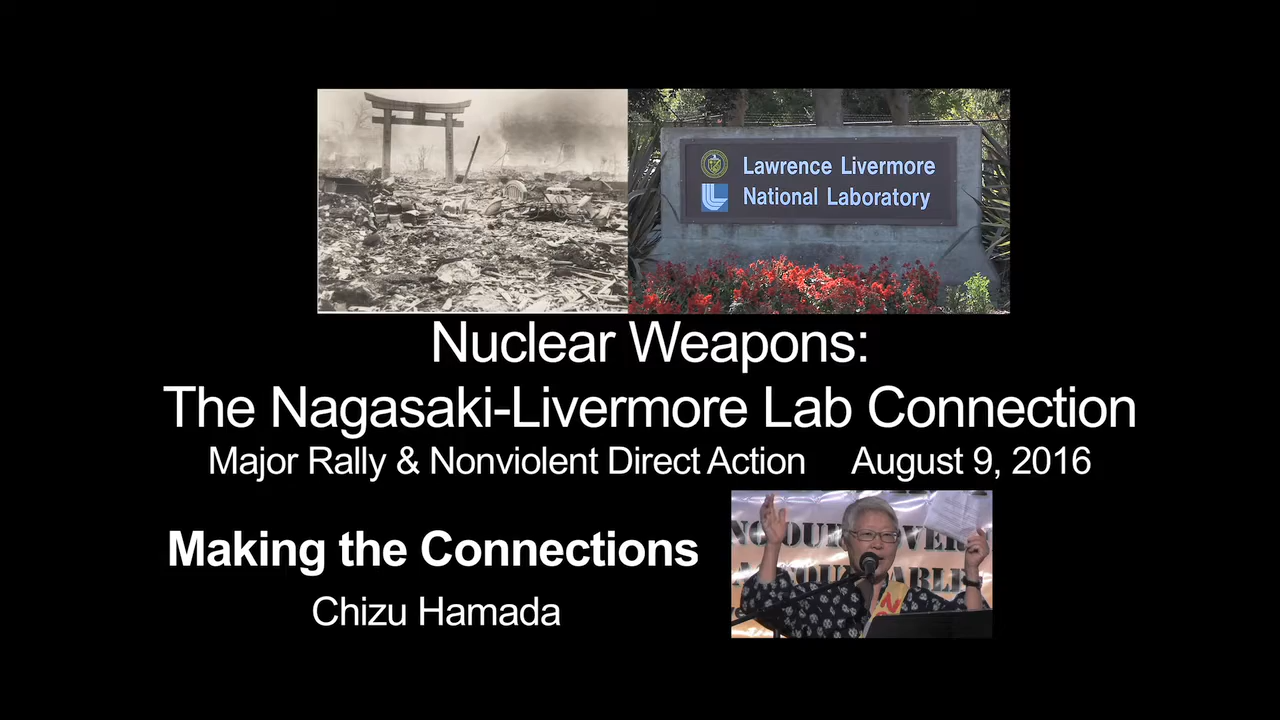 Lawrence Livermore
National Laboratory
Nuclear Weapons:
The Nagasaki-Livermore Lab Connection
Major Rally & Nonviolent Direct Action August 9, 2016
Making the Connections
Chizu Hamada
OUR